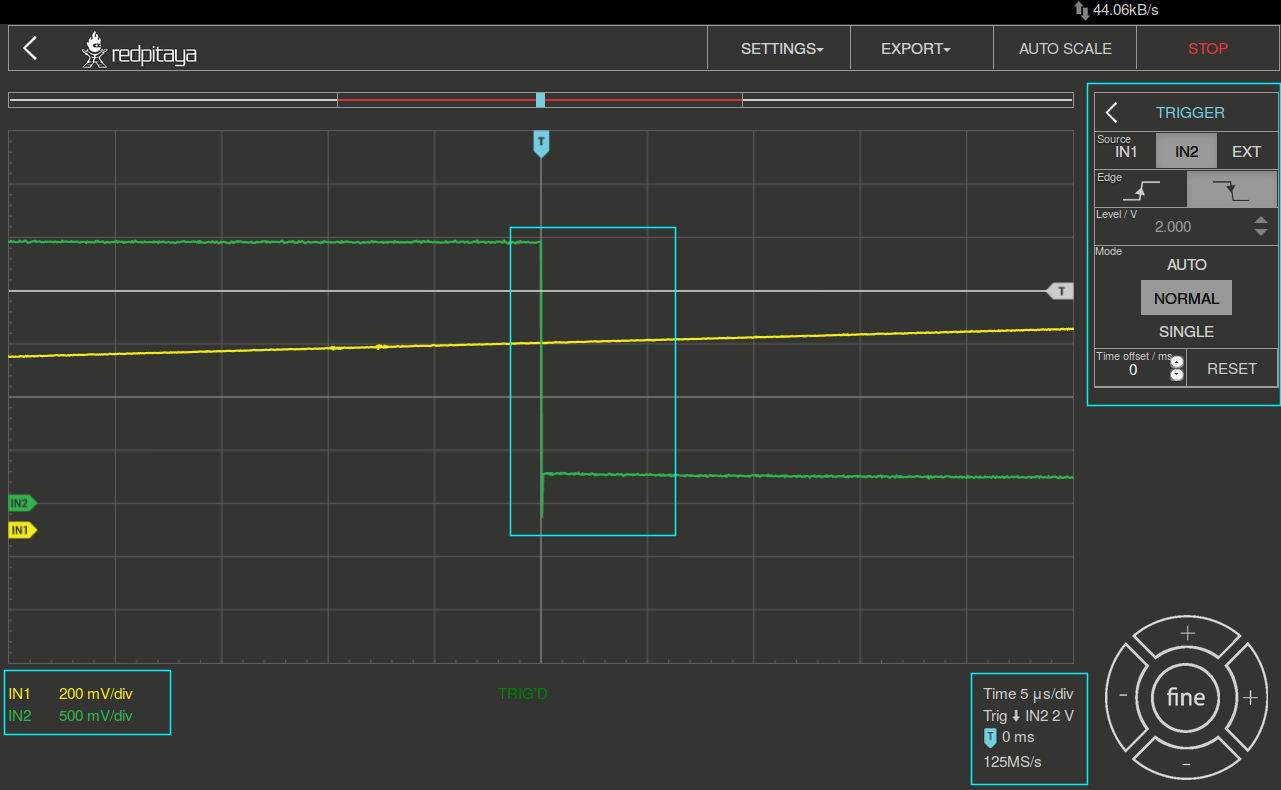 44.06kB/s
redpitaya
SETTINGS
EXPORT
AUTO SCALE
STOP
TRIGGER
Source
IN1
IN2
EXT
Edge
Level / V
2.000
Mode
AUTO
NORMAL
SINGLE
Time offset / ms
0
RESET
T
T
IN2
IN1
IN1 200 mV/div
IN2 500 mV/div
TRIG'D
Time 5 µs/div
Trig IN2 2 V
T 0 ms
125MS/s
+
- fine +
-